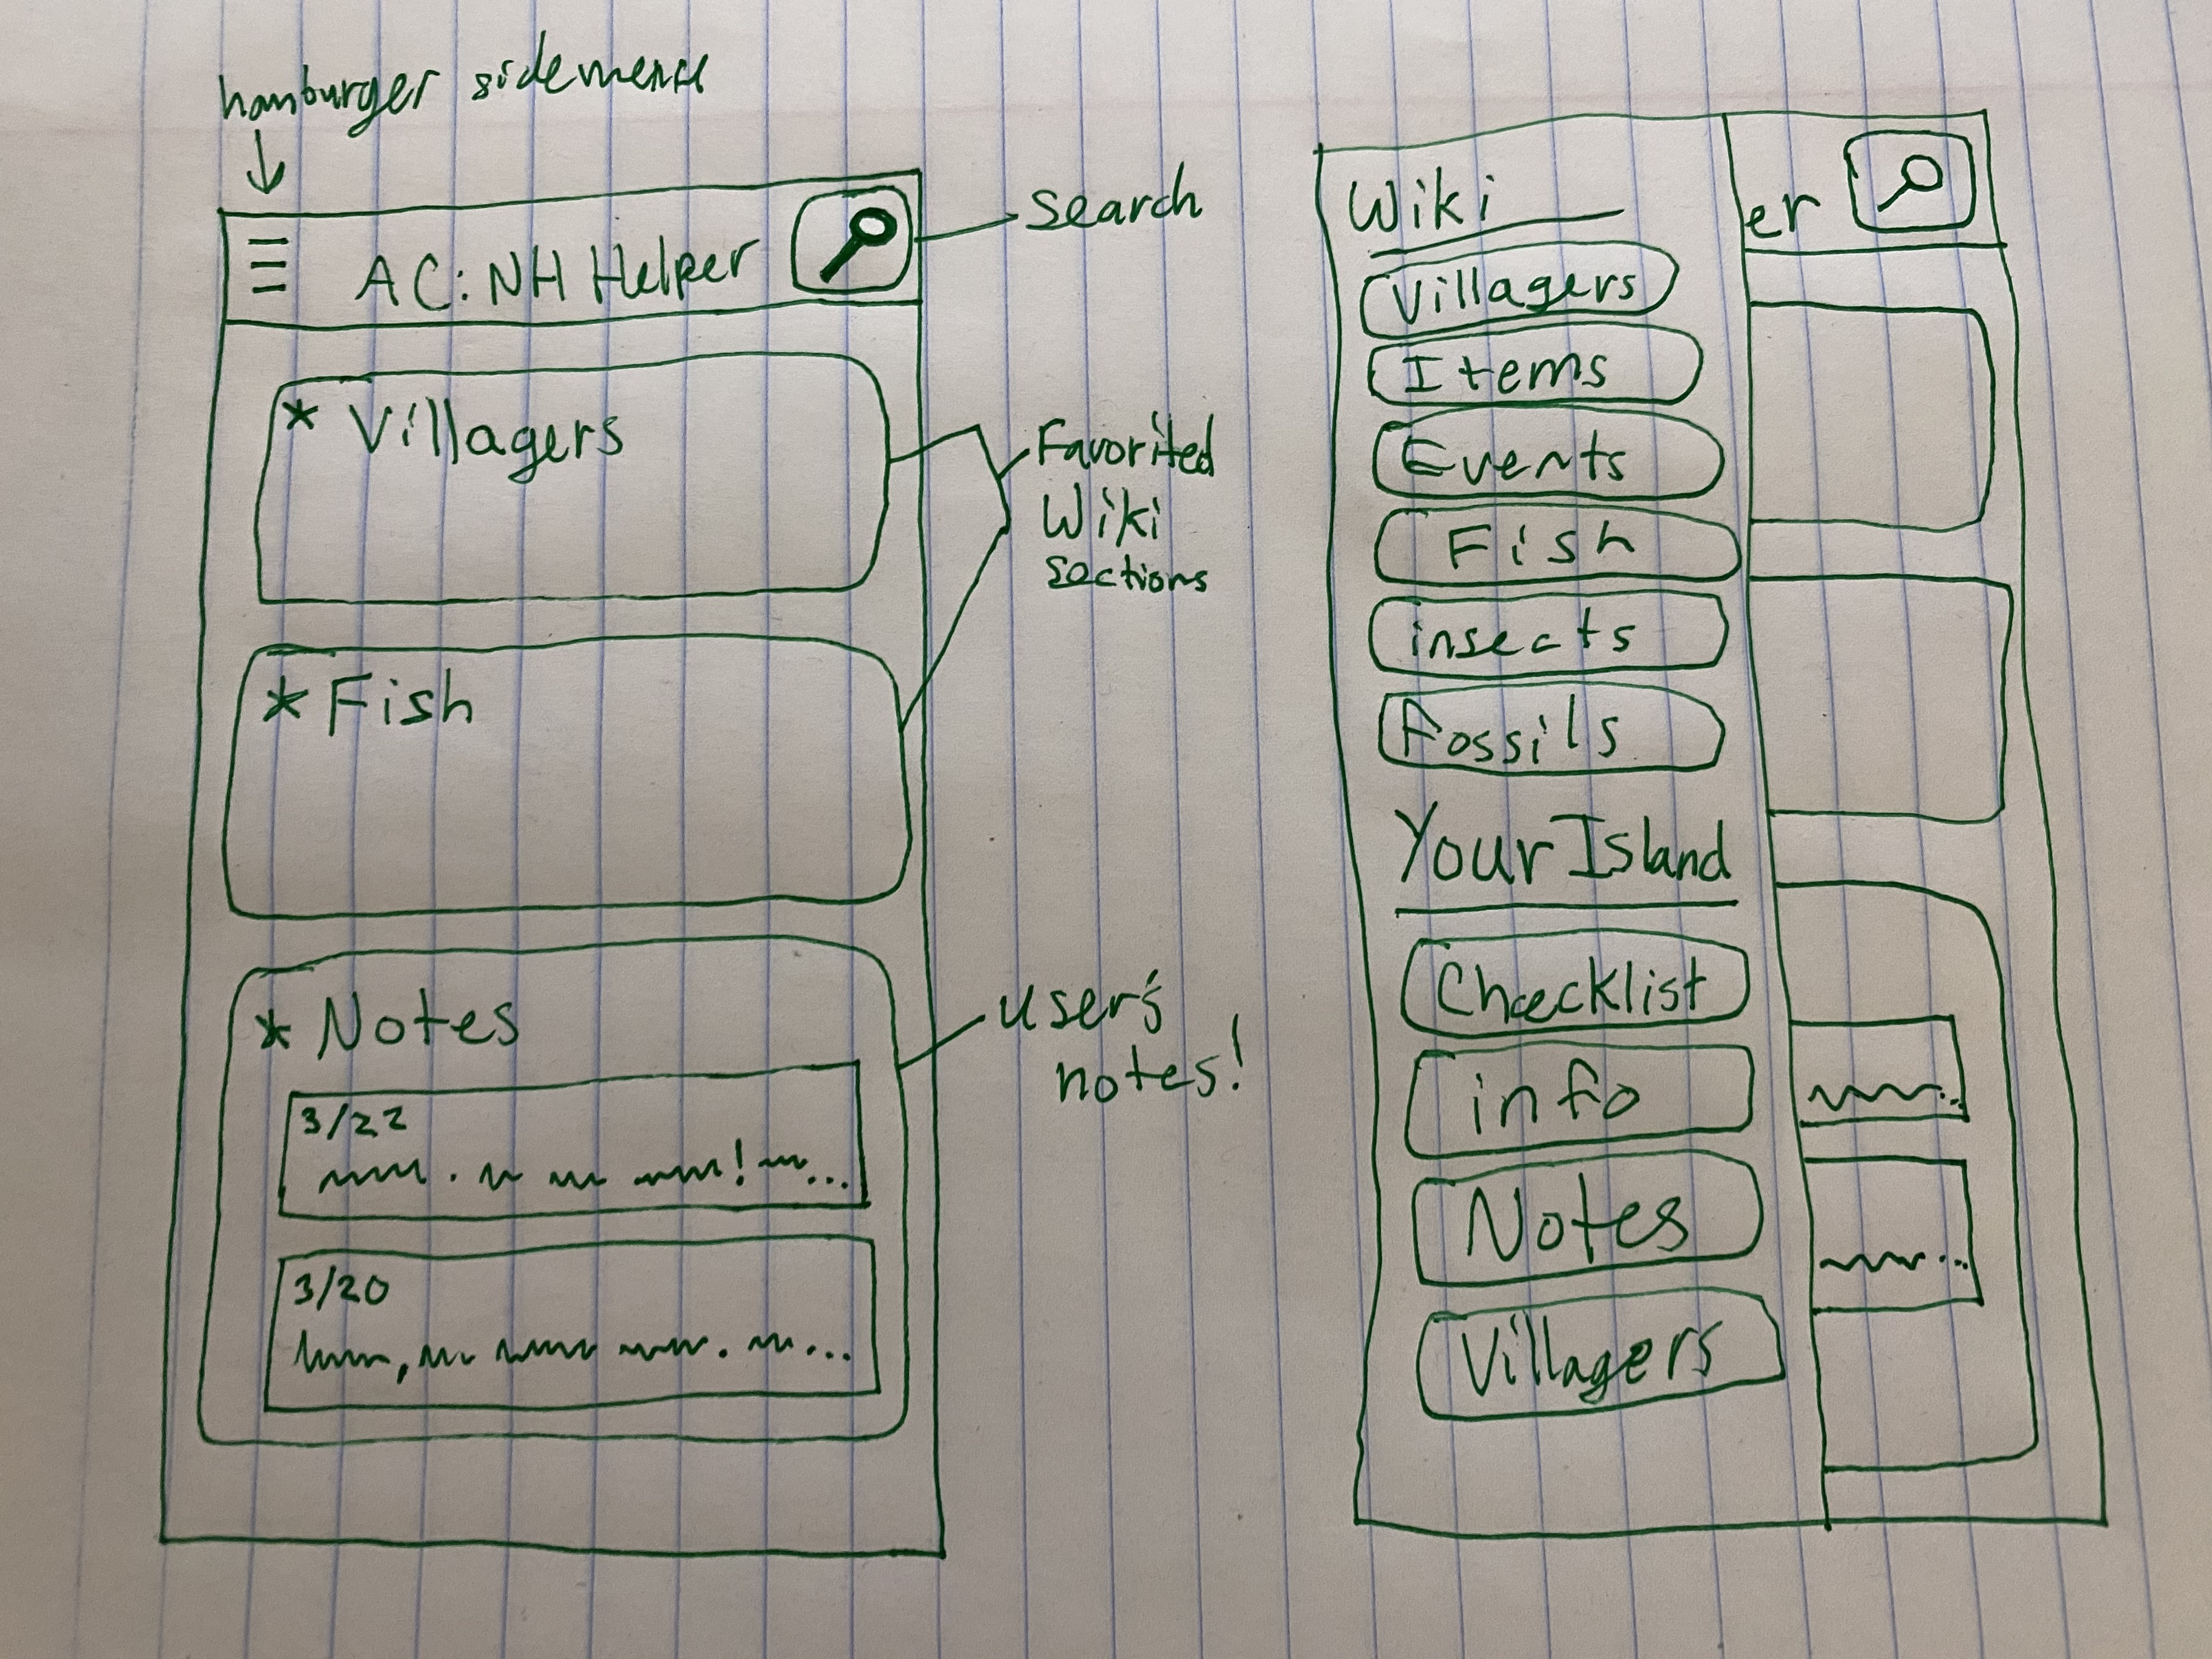 hamburger sidemenu
AC: NH Helper
Search
* Villagers
Favorited
Wiki
Sections
* Fish
* Notes
user's
notes!
3/22
3/20
Wiki
er
Villagers
Items
Events
Fish
insects
Fossils
Your Island
Checklist
info
Notes
Villagers